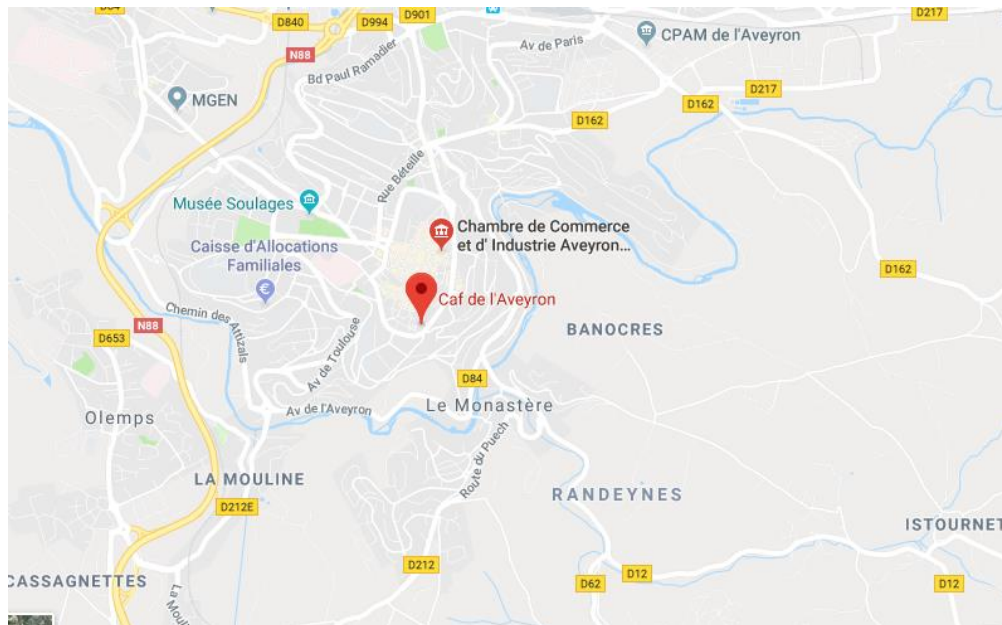 D840
D994
D901
D217
N88
Av de Paris
CPAM de l'Aveyron
Bd Paul Ramadier
MGEN
D217
D162
D162
Rue Béteille
Musée Soulages
Chambre de Commerce
et d' Industrie Aveyron...
Caisse d'Allocations
Familiales
€
D162
Caf de l'Aveyron
Chemin des Attizals
N88
BANOCRES
D653
Av de Toulouse
D84
Av de l'Aveyron
Le Monastère
Olemps
Route du Puech
LA MOULINE
RANDEYNES
D212E
ISTOURNET
D212
D12
CASSAGNETTES
D62
D12
La Mou